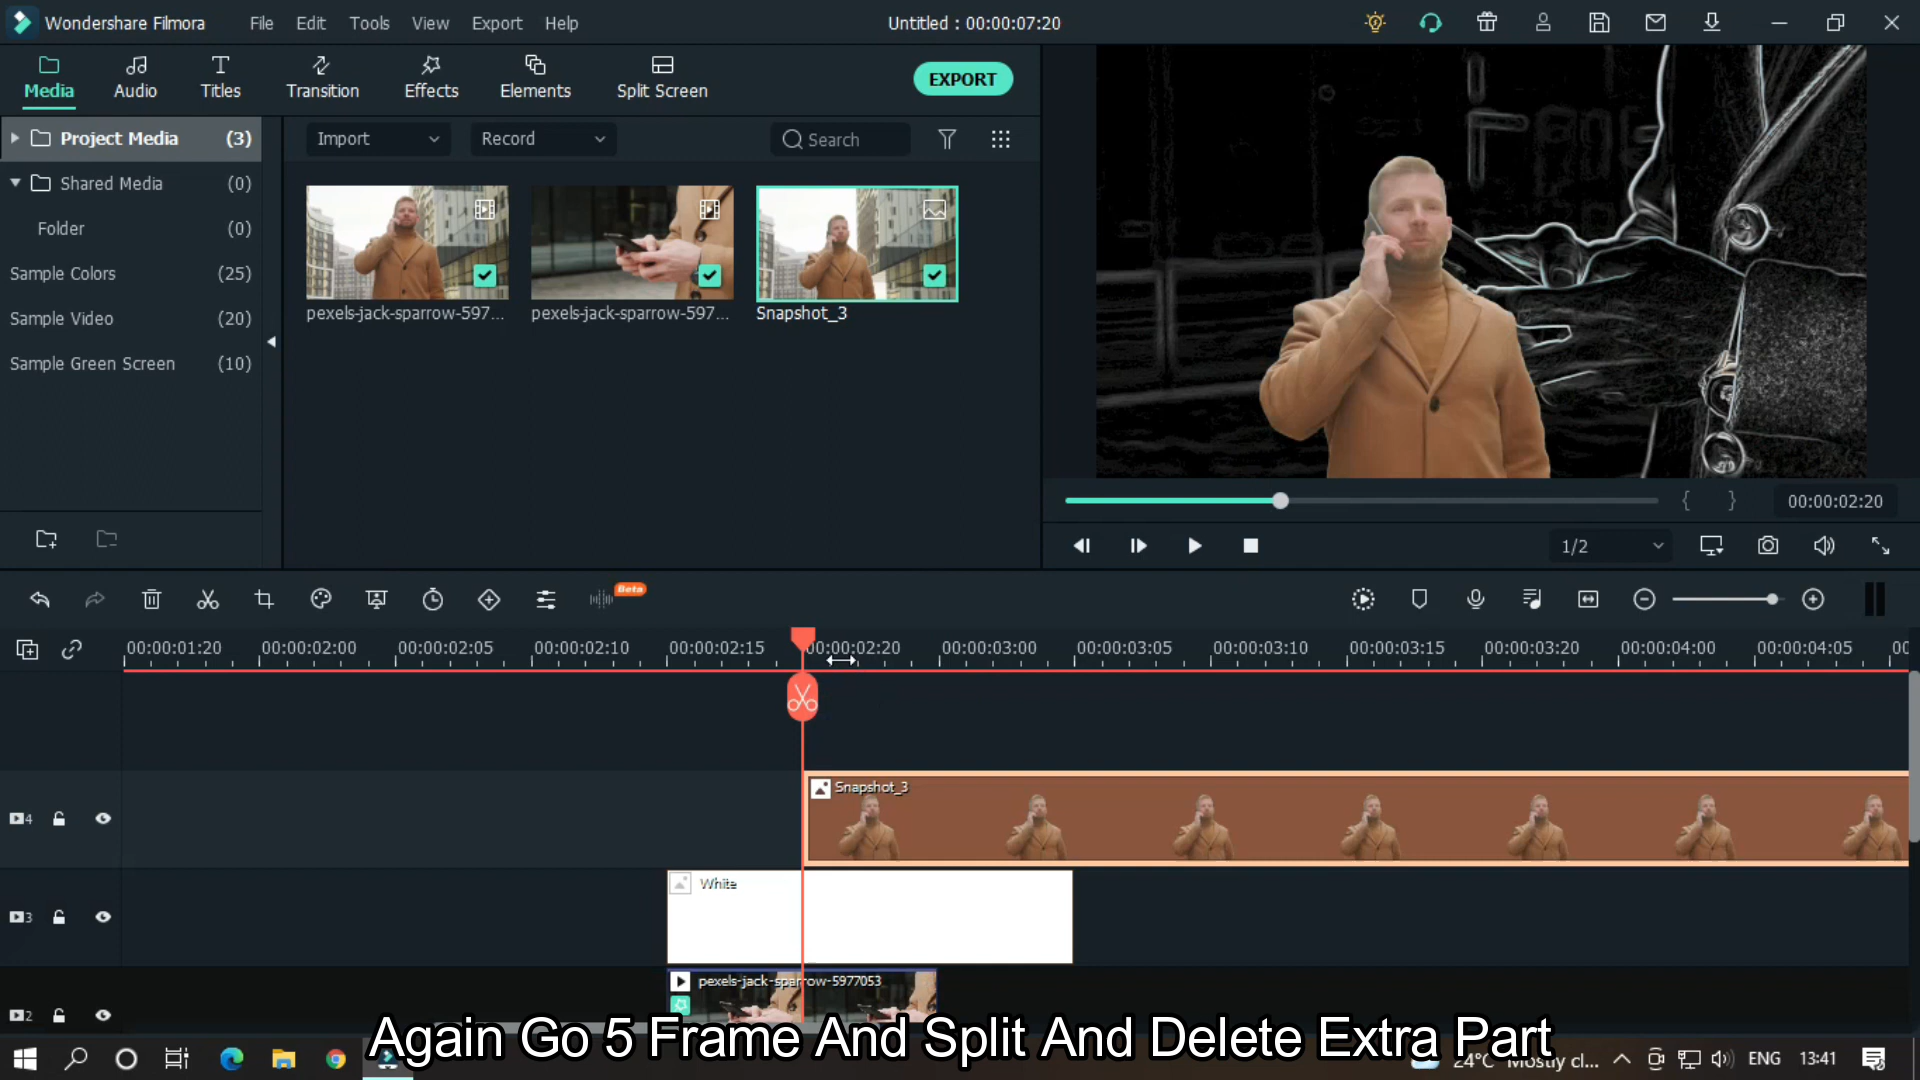 Wondershare Filmora File Edit Tools View Export Help Untitled : 00:00:07:20
Media Audio Titles Transition Effects Elements Split Screen EXPORT
Project Media (3)
Shared Media (0)
Folder (0)
Sample Colors (25)
Sample Video (20)
Sample Green Screen (10)
Import Record Search
pexels-jack-sparrow-597... pexels-jack-sparrow-597... Snapshot_3
{ } 00:00:02:20
1/2
Beta
00:00:01:20 00:00:02:00 00:00:02:05 00:00:02:10 00:00:02:15 00:00:02:20 00:00:03:00 00:00:03:05 00:00:03:10 00:00:03:15 00:00:03:20 00:00:04:00 00:00:04:05
4 Snapshot_3
3 White
2 pexels-jack-sparrow-5977053
Again Go 5 Frame And Split And Delete Extra Part
24°C Mostly cl... ENG 13:41